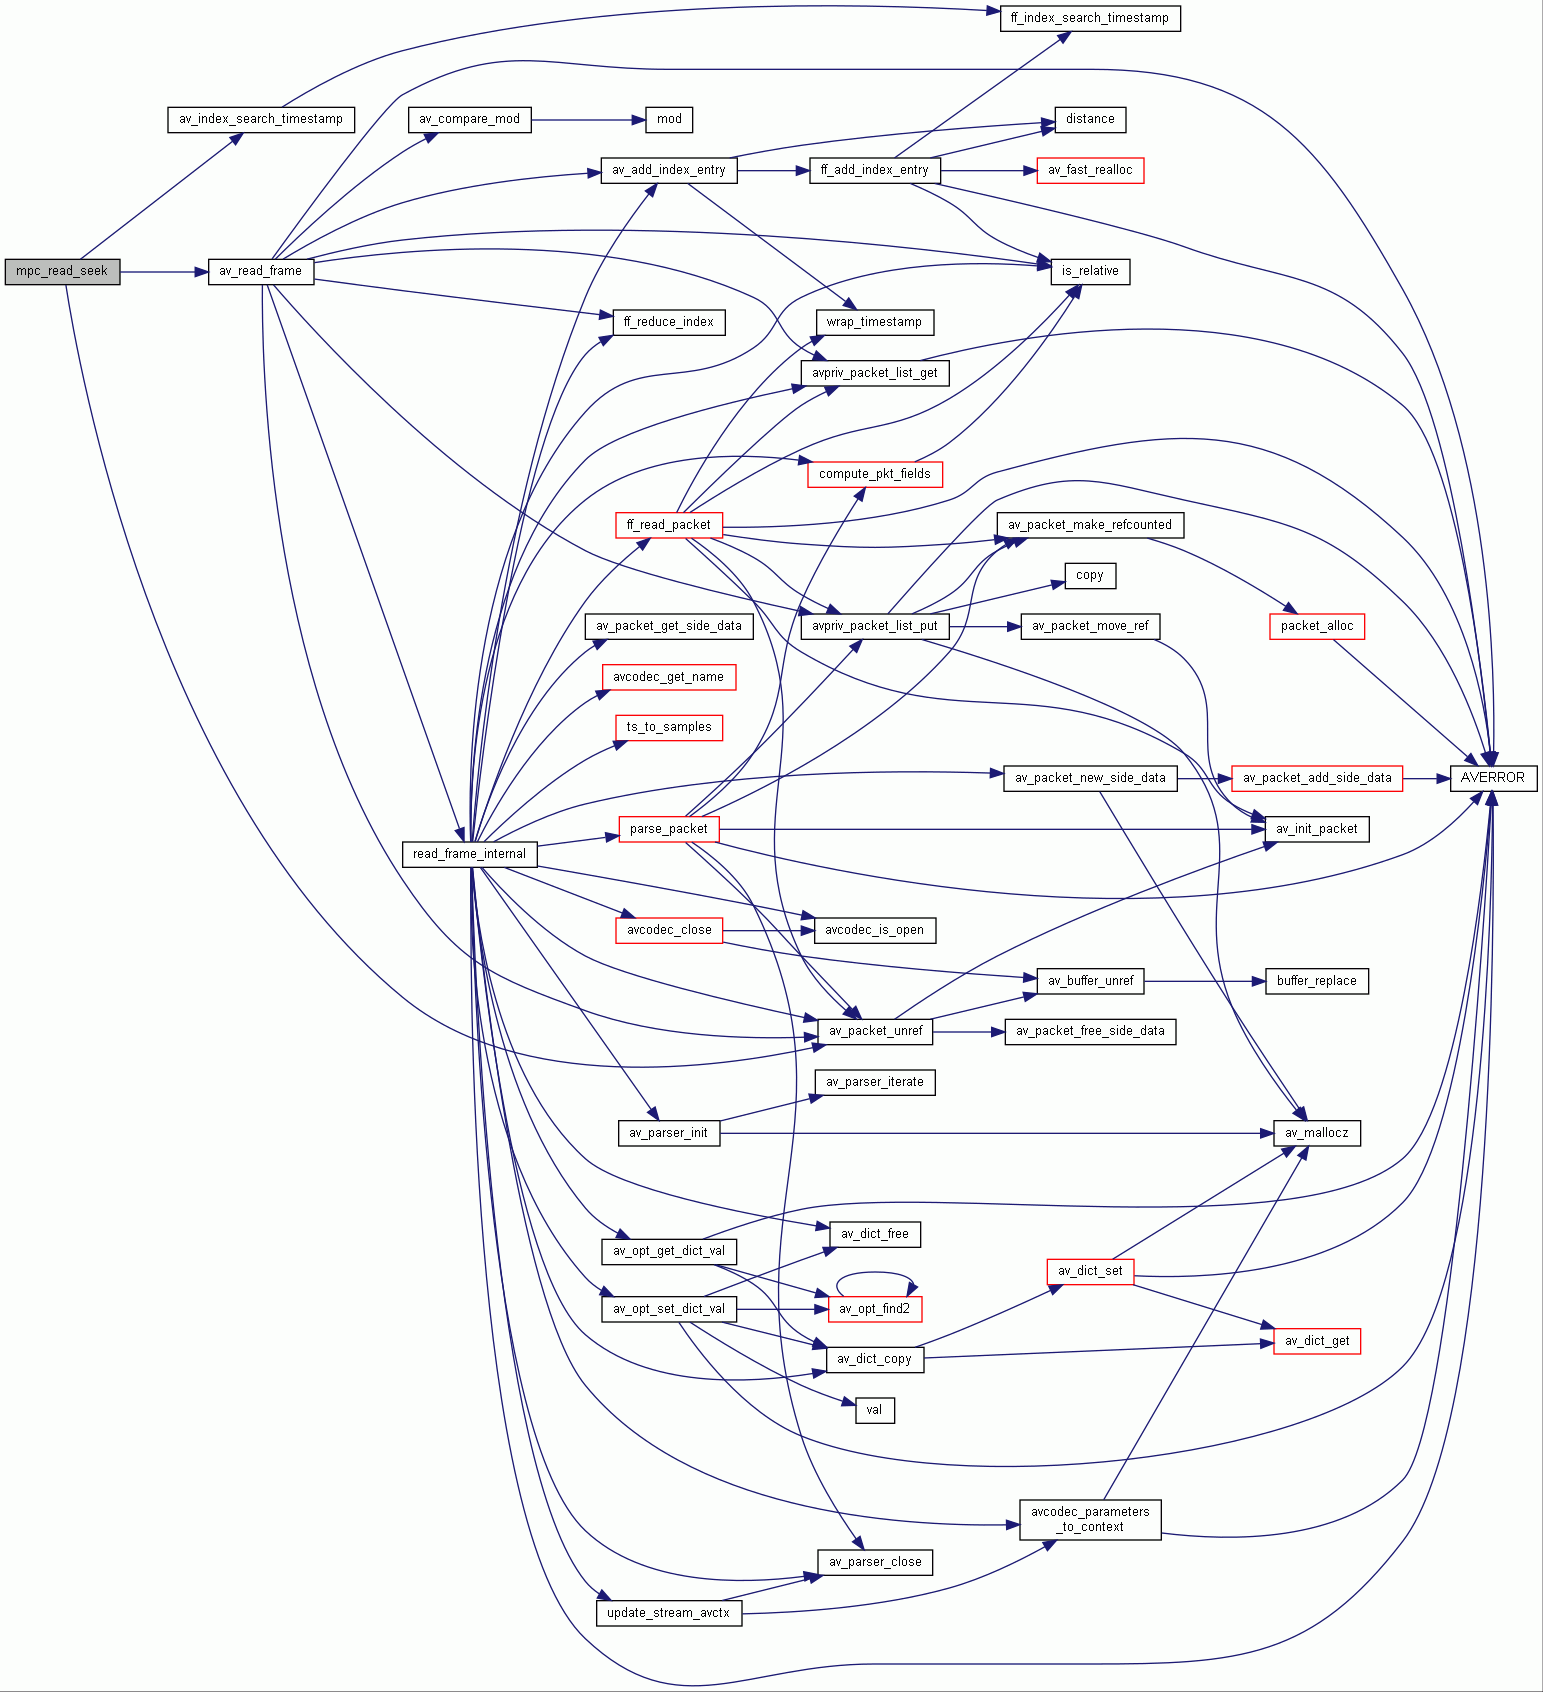 ff_index_search_timestamp
av_index_search_timestamp
av_compare_mod
mod
distance
av_add_index_entry
ff_add_index_entry
av_fast_realloc
mpc_read_seek
av_read_frame
is_relative
ff_reduce_index
wrap_timestamp
avpriv_packet_list_get
compute_pkt_fields
ff_read_packet
av_packet_make_refcounted
copy
av_packet_get_side_data
avpriv_packet_list_put
av_packet_move_ref
packet_alloc
avcodec_get_name
ts_to_samples
av_packet_new_side_data
av_packet_add_side_data
AVERROR
parse_packet
av_init_packet
read_frame_internal
avcodec_close
avcodec_is_open
av_buffer_unref
buffer_replace
av_packet_unref
av_packet_free_side_data
av_parser_iterate
av_parser_init
av_mallocz
av_dict_free
av_opt_get_dict_val
av_dict_set
av_opt_set_dict_val
av_opt_find2
av_dict_get
av_dict_copy
val
avcodec_parameters
_to_context
av_parser_close
update_stream_avctx